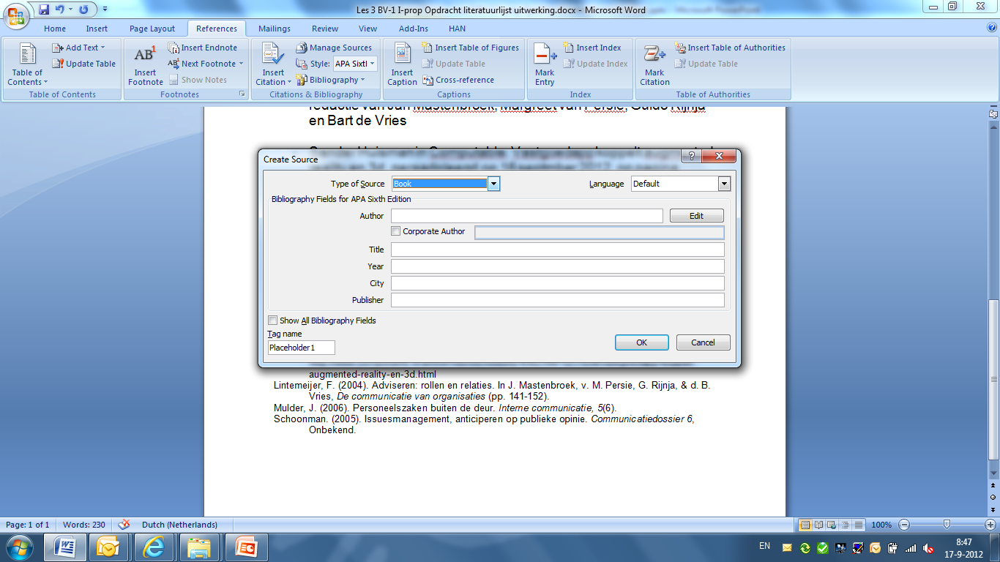 Les 3 BV-1 I-prop Opdracht literatuurlijst uitwerking.docx - Microsoft Word
Home Insert Page Layout References Mailings Review View Add-Ins HAN
Table of Contents
Add Text
Update Table
Table of Contents
AB1
Insert Footnote
Insert Endnote
Next Footnote
Show Notes
Footnotes
Insert Citation
Manage Sources
Style: APA Sixtl
Bibliography
Citations & Bibliography
Insert Caption
Insert Table of Figures
Update Table
Cross-reference
Captions
Mark Entry
Insert Index
Update Index
Index
Mark Citation
Insert Table of Authorities
Update Table
Table of Authorities
redactie van Jan Mastenbroek, Margreet van Persie, Guido Rijnja
en Bart de Vries
Create Source
Type of Source Book Language Default
Bibliography Fields for APA Sixth Edition
Author Edit
Corporate Author
Title
Year
City
Publisher
Show All Bibliography Fields
Tag name
Placeholder1
OK Cancel
augmented-reality-en-3d.html
Lintemeijer, F. (2004). Adviseren: rollen en relaties. In J. Mastenbroek, v. M. Persie, G. Rijnja, & d. B.
Vries, De communicatie van organisaties (pp. 141-152).
Mulder, J. (2006). Personeelszaken buiten de deur. Interne communicatie, 5(6).
Schoonman. (2005). Issuesmanagement, anticiperen op publieke opinie. Communicatiedossier 6,
Onbekend.
Page: 1 of 1 Words: 230 Dutch (Netherlands) 100%
EN 8:47
17-9-2012